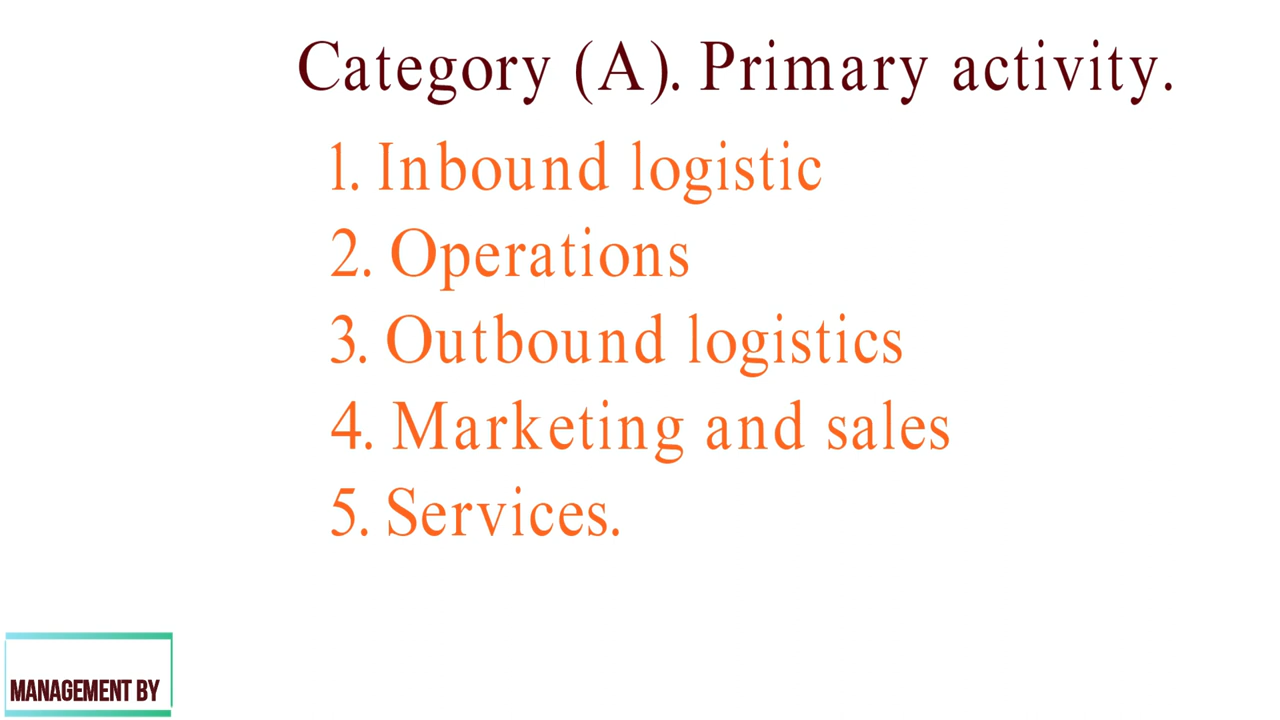 Category (A). Primary activity.
1. Inbound logistic
2. Operations
3. Outbound logistics
4. Marketing and sales
5. Services.
MANAGEMENT BY